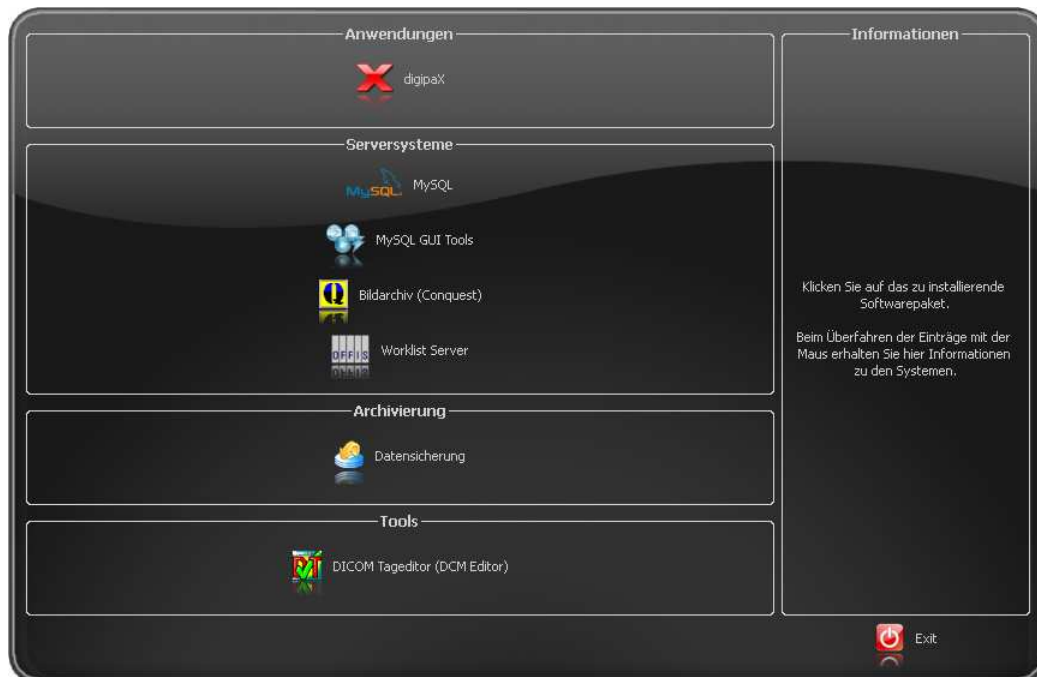 Anwendungen
digipaX
Serversysteme
MySQL MySQL
MySQL GUI Tools
Q Bildarchiv (Conquest)
OFFIS Worklist Server
Archivierung
Datensicherung
Tools
DICOM Tageditor (DCM Editor)
Informationen
Klicken Sie auf das zu installierende
Softwarepaket.
Beim Überfahren der Einträge mit der
Maus erhalten Sie hier Informationen
zu den Systemen.
Exit